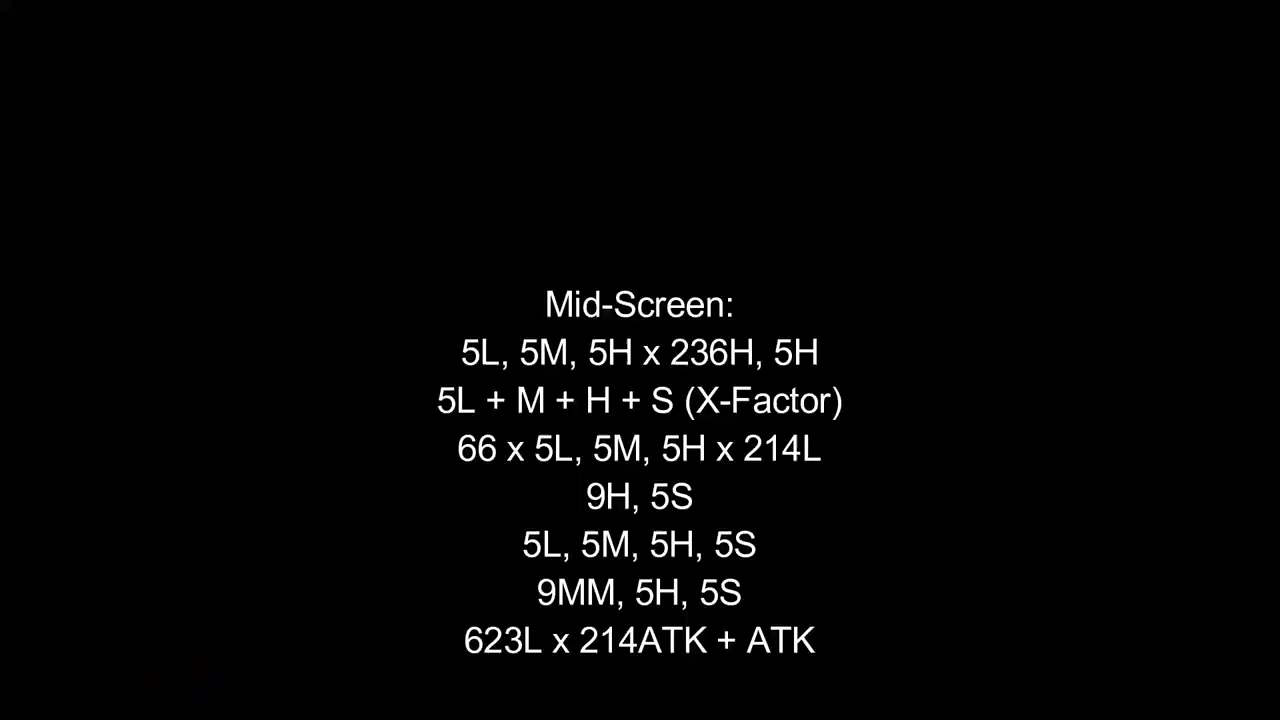 Mid-Screen:
5L, 5M, 5H x 236H, 5H
5L + M + H + S (X-Factor)
66 x 5L, 5M, 5H x 214L
9H, 5S
5L, 5M, 5H, 5S
9MM, 5H, 5S
623L x 214ATK + ATK